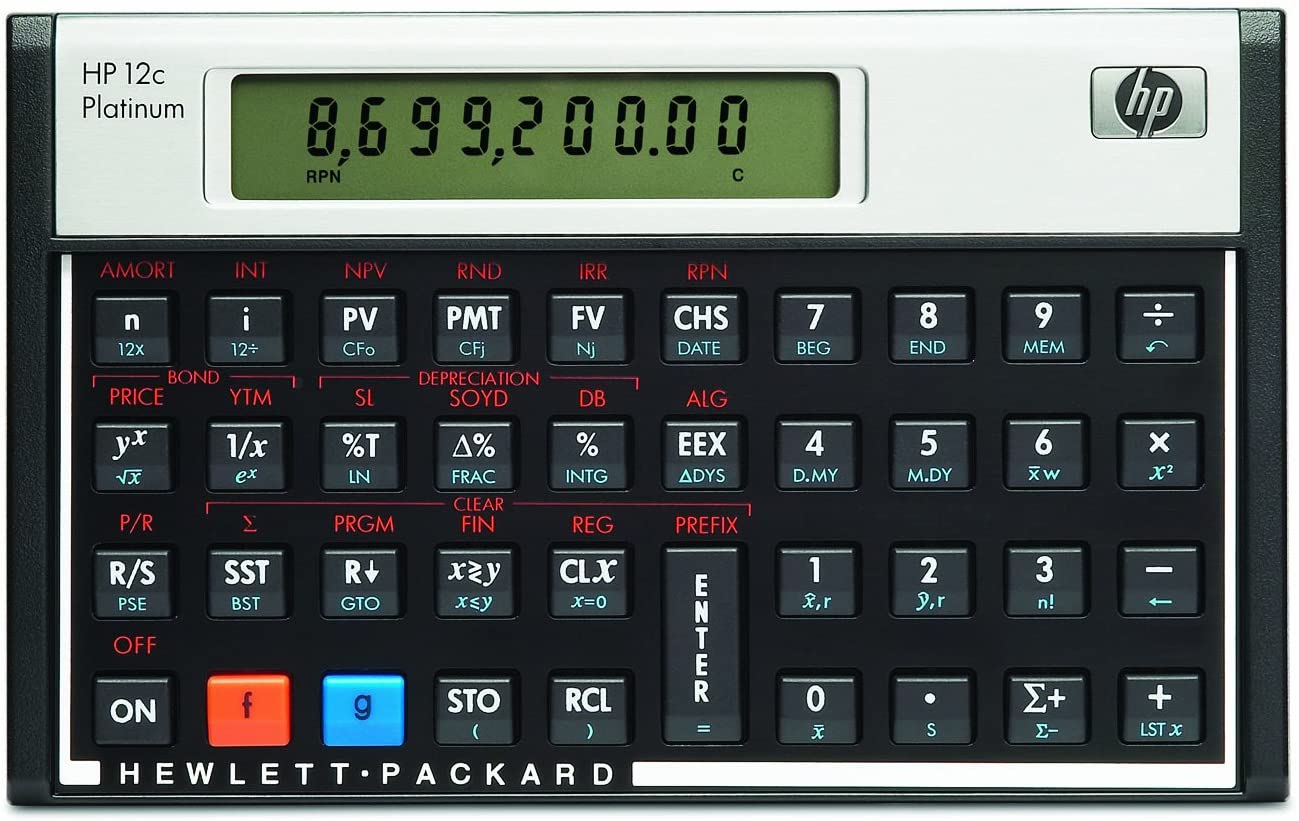 HP 12c
Platinum
8,699,200.00
RPN C
hp
AMORT INT NPV RND IRR RPN
n i PV PMT FV CHS 7 8 9 ÷
12x 12÷ CFo CFj Nj DATE BEG END MEM ↶
BOND DEPRECIATION
PRICE YTM SL SOYD DB ALG
yˣ 1/x %T Δ% % EEX 4 5 6 ×
√x eˣ LN FRAC INTG ΔDYS D.MY M.DY x̄w x²
CLEAR
P/R Σ PRGM FIN REG PREFIX
R/S SST R↓ x≷y CLx ENTER 1 2 3 −
PSE BST GTO x≤y x=0 x̂,r ŷ,r n! ←
OFF
ON f g STO RCL 0 • Σ+ +
( ) = x̄ S Σ− LST x
HEWLETT·PACKARD